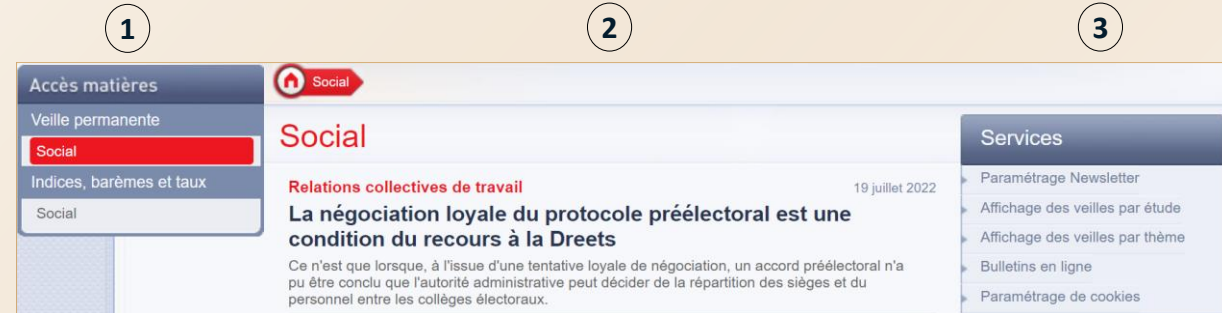 1
2
3
Accès matières
Veille permanente
Social
Indices, barèmes et taux
Social
Social
Social
Relations collectives de travail
19 juillet 2022
La négociation loyale du protocole préélectoral est une
condition du recours à la Dreets
Ce n'est que lorsque, à l'issue d'une tentative loyale de négociation, un accord préélectoral n'a
pu être conclu que l'autorité administrative peut décider de la répartition des sièges et du
personnel entre les collèges électoraux.
Services
Paramétrage Newsletter
Affichage des veilles par étude
Affichage des veilles par thème
Bulletins en ligne
Paramétrage de cookies